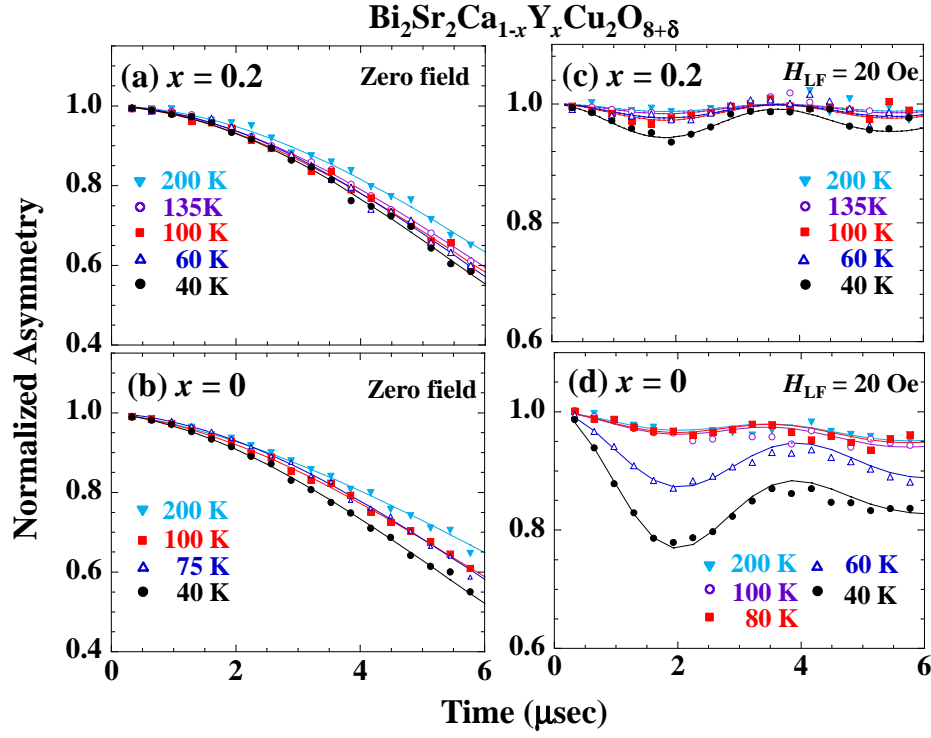 Bi2Sr2Ca1-xYxCu2O8+δ
Normalized Asymmetry
(a) x = 0.2
Zero field
200 K
135K
100 K
60 K
40 K
1.0
0.8
0.6
0.4
(b) x = 0
Zero field
200 K
100 K
75 K
40 K
1.0
0.8
0.6
0.4
0
2
4
6
(c) x = 0.2
HLF = 20 Oe
200 K
135K
100 K
60 K
40 K
1.0
0.8
0.6
(d) x = 0
HLF = 20 Oe
200 K
100 K
80 K
60 K
40 K
1.0
0.8
0.6
0
2
4
6
Time (μsec)